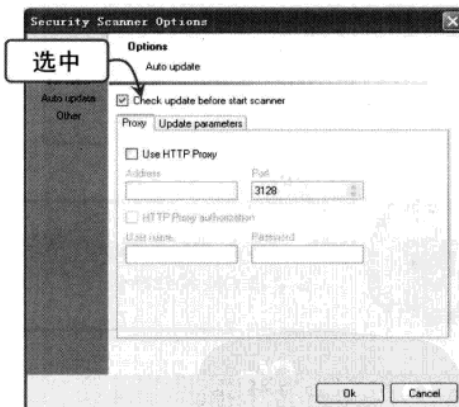 Security Scanner Options
Options
Auto update
选中
Auto update
Other
Check update before start scanner
Proxy
Update parameters
Use HTTP Proxy
Address
Port
3128
HTTP Proxy authorization
User name
Password
Ok
Cancel